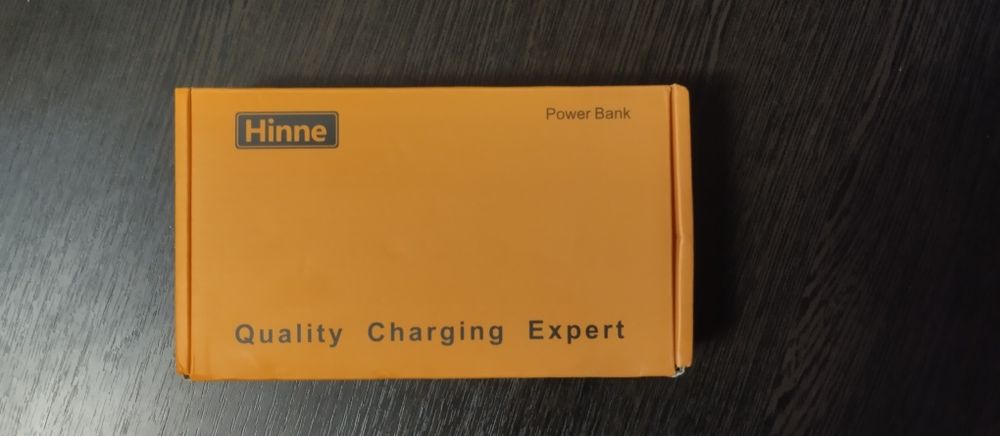 Hinne
Power Bank
Quality Charging Expert